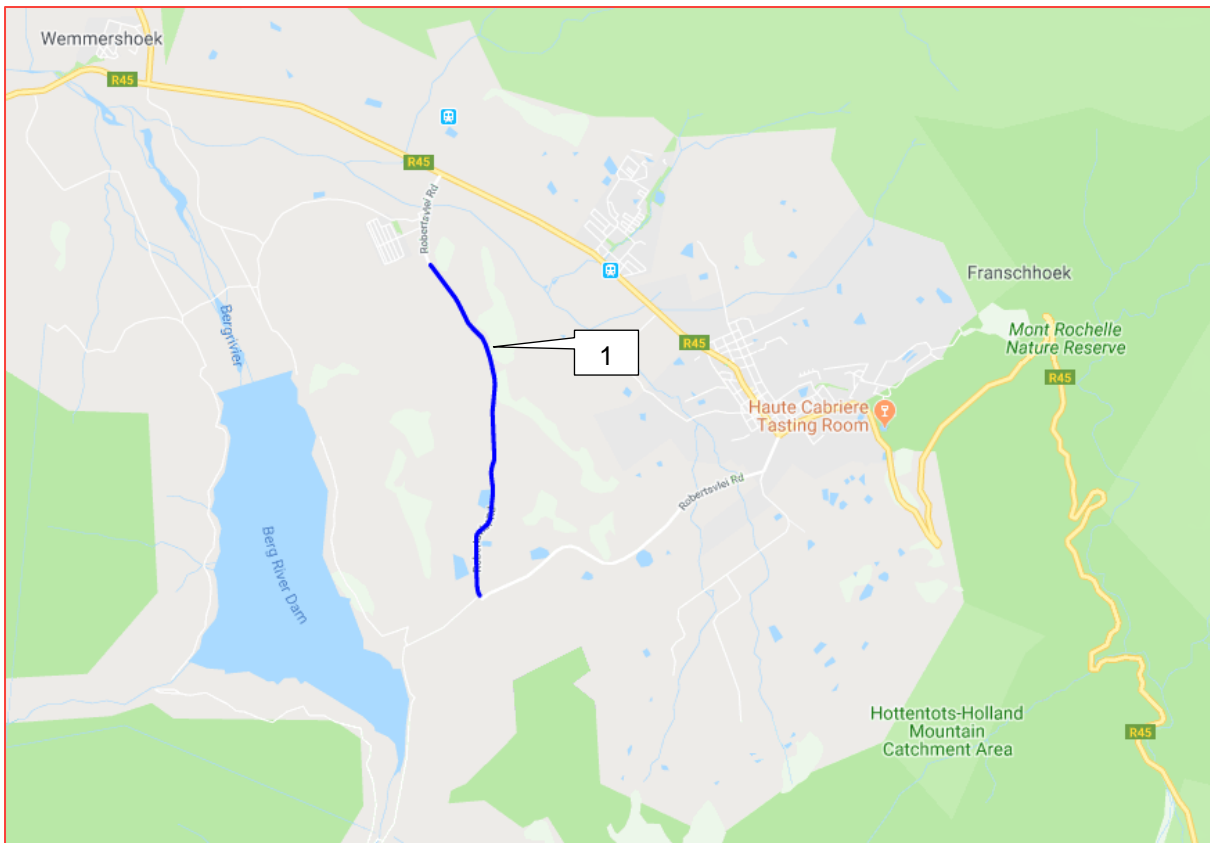 Wemmershoek
R45
R45
Robertsvlei Rd
Franschhoek
Bergrivier
Mont Rochelle
Nature Reserve
R45
1
R45
Haute Cabriere
Tasting Room
Robertsvlei Rd
Berg River Dam
Hottentots-Holland
Mountain
Catchment Area
R45